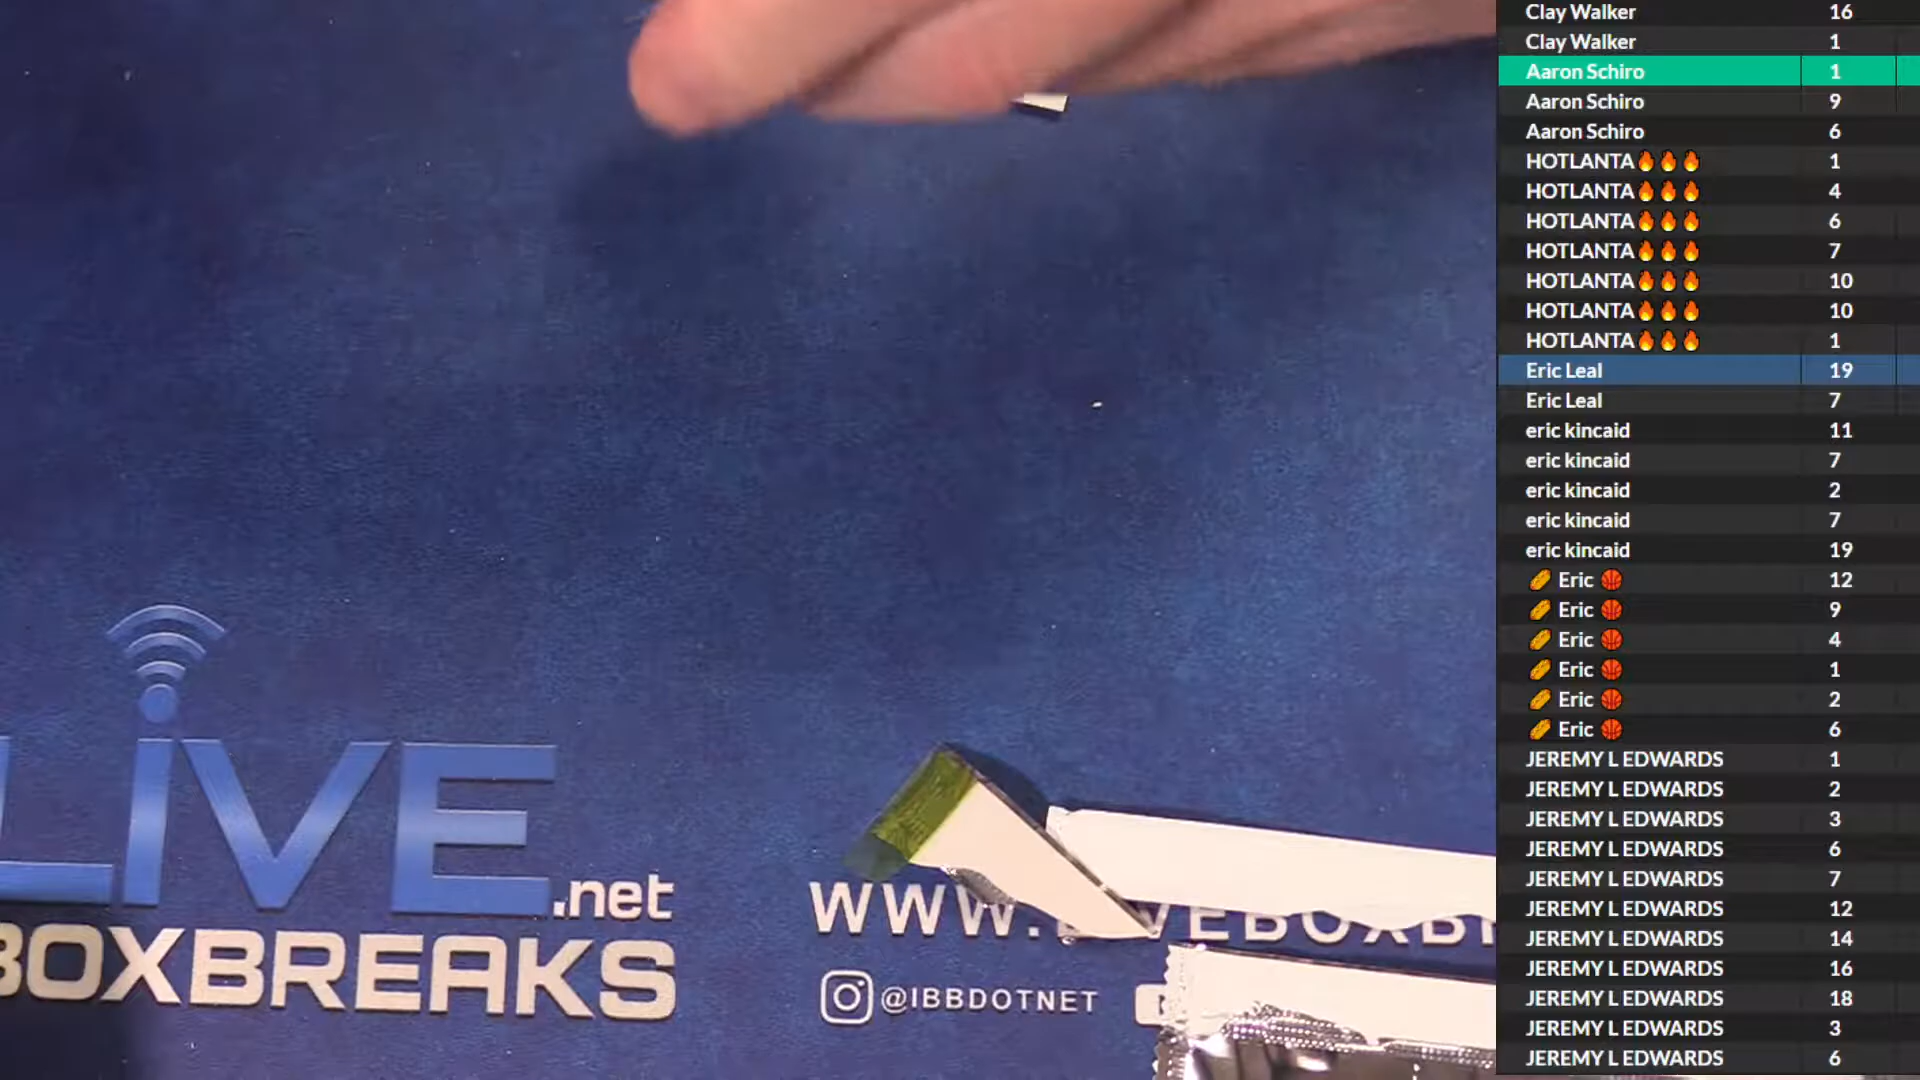 Clay Walker 16
Clay Walker 1
Aaron Schiro 1
Aaron Schiro 9
Aaron Schiro 6
HOTLANTA🔥🔥🔥 1
HOTLANTA🔥🔥🔥 4
HOTLANTA🔥🔥🔥 6
HOTLANTA🔥🔥🔥 7
HOTLANTA🔥🔥🔥 10
HOTLANTA🔥🔥🔥 10
HOTLANTA🔥🔥🔥 1
Eric Leal 19
Eric Leal 7
eric kincaid 11
eric kincaid 7
eric kincaid 2
eric kincaid 7
eric kincaid 19
🥜 Eric 🏀 12
🥜 Eric 🏀 9
🥜 Eric 🏀 4
🥜 Eric 🏀 1
🥜 Eric 🏀 2
🥜 Eric 🏀 6
JEREMY L EDWARDS 1
JEREMY L EDWARDS 2
JEREMY L EDWARDS 3
JEREMY L EDWARDS 6
JEREMY L EDWARDS 7
JEREMY L EDWARDS 12
JEREMY L EDWARDS 14
JEREMY L EDWARDS 16
JEREMY L EDWARDS 18
JEREMY L EDWARDS 3
JEREMY L EDWARDS 6
LIVE.net
BOXBREAKS
@IBBDOTNET